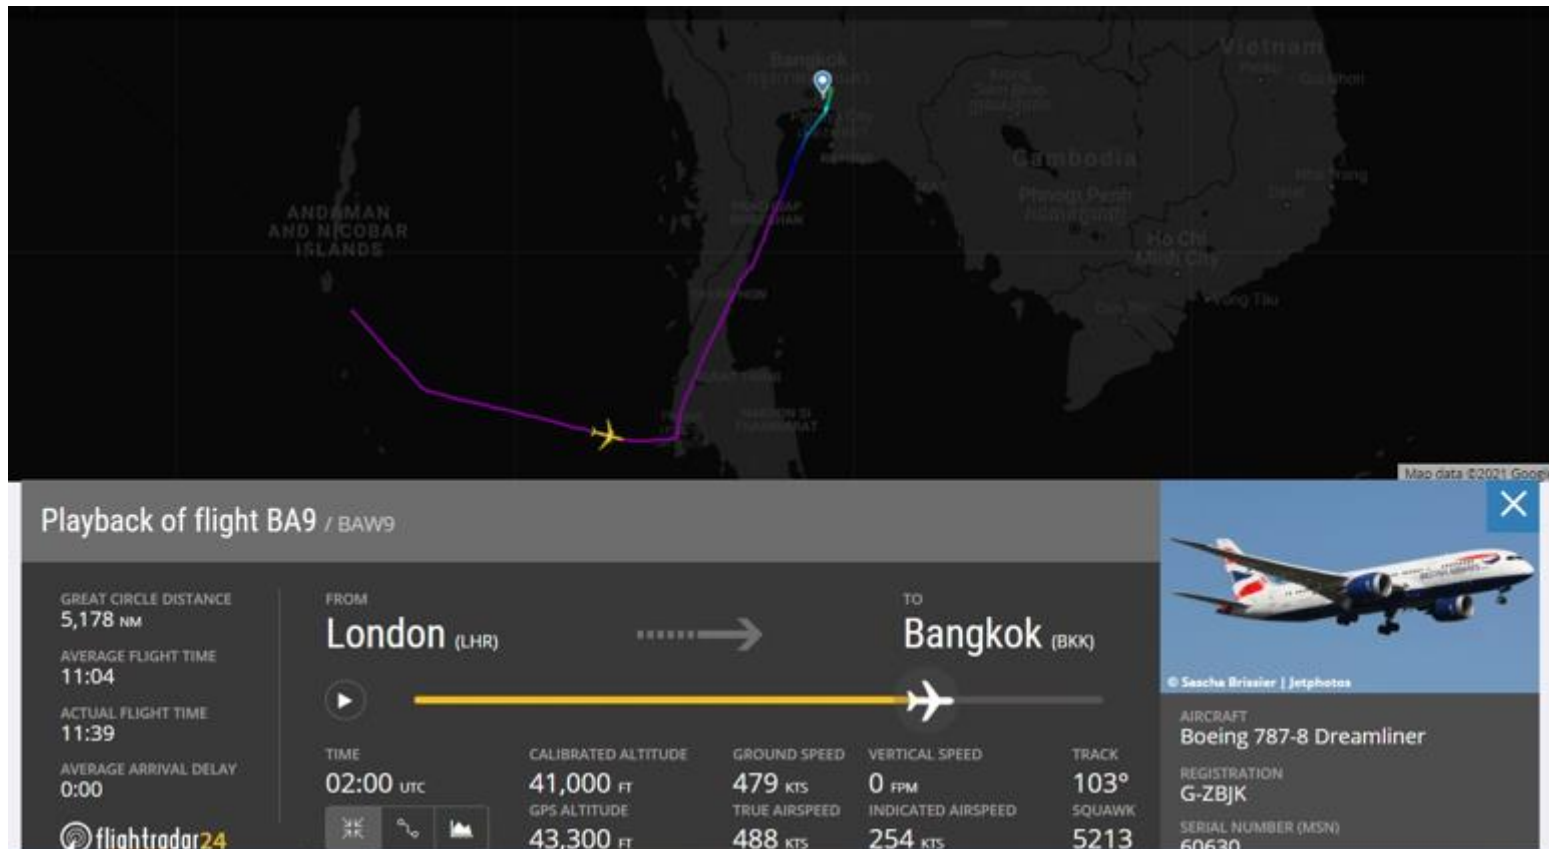 Bangkok
Vietnam
Cambodia
Phnom Penh
ANDAMAN
AND NICOBAR
ISLANDS
Ho Chi
Minh City
Vung Tau
Map data ©2021 Googl
Playback of flight BA9 / BAW9
GREAT CIRCLE DISTANCE
5,178 NM
AVERAGE FLIGHT TIME
11:04
ACTUAL FLIGHT TIME
11:39
AVERAGE ARRIVAL DELAY
0:00
flightradar24
FROM
London (LHR)
TO
Bangkok (BKK)
TIME
02:00 UTC
CALIBRATED ALTITUDE
41,000 FT
GPS ALTITUDE
43,300 FT
GROUND SPEED
479 KTS
TRUE AIRSPEED
488 KTS
VERTICAL SPEED
0 FPM
INDICATED AIRSPEED
254 KTS
TRACK
103°
SQUAWK
5213
© Sascha Brissier | Jetphotos
AIRCRAFT
Boeing 787-8 Dreamliner
REGISTRATION
G-ZBJK
SERIAL NUMBER (MSN)
60630